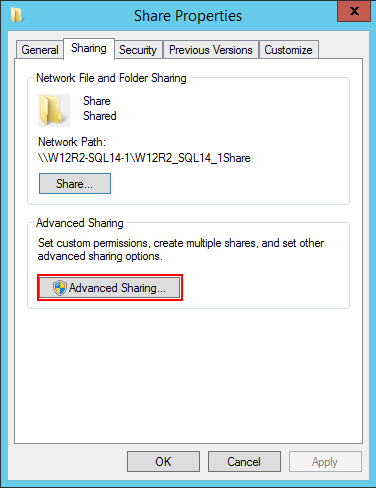 Share Properties
x
General Sharing Security Previous Versions Customize
Network File and Folder Sharing
Share
Shared
Network Path:
\\W12R2-SQL14-1\W12R2_SQL14_1Share
Share...
Advanced Sharing
Set custom permissions, create multiple shares, and set other
advanced sharing options.
Advanced Sharing...
OK Cancel Apply